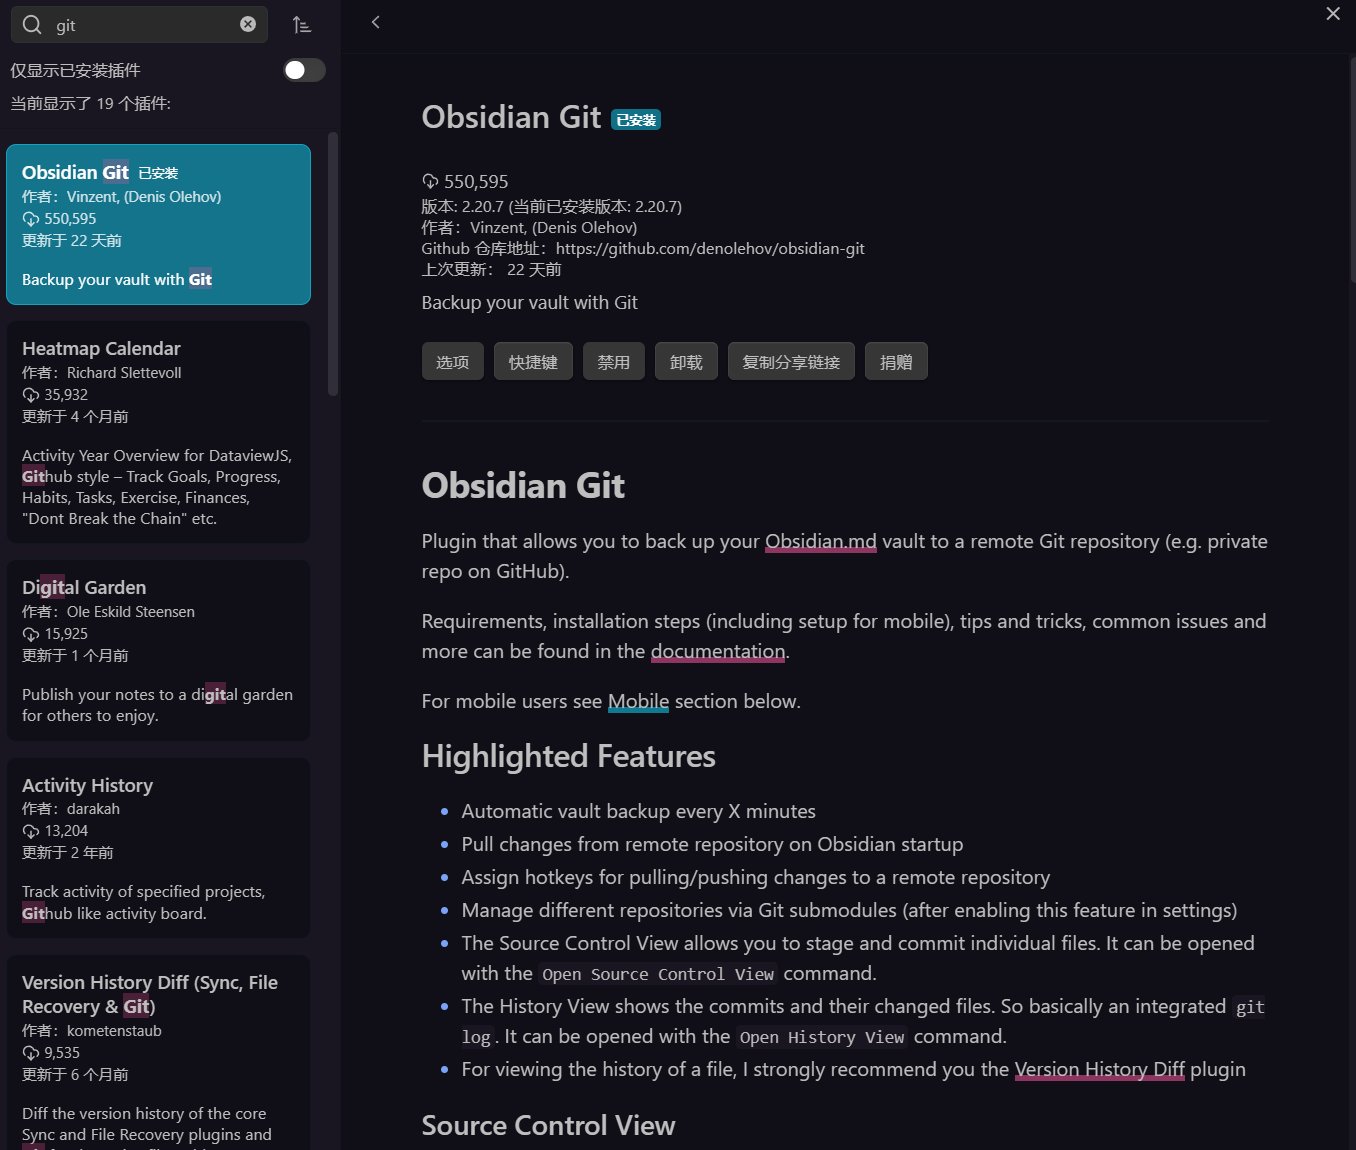 git
仅显示已安装插件
当前显示了 19 个插件:
Obsidian Git 已安装
作者：Vinzent, (Denis Olehov)
550,595
更新于 22 天前
Backup your vault with Git
Heatmap Calendar
作者：Richard Slettevoll
35,932
更新于 4 个月前
Activity Year Overview for DataviewJS,
Github style – Track Goals, Progress,
Habits, Tasks, Exercise, Finances,
"Dont Break the Chain" etc.
Digital Garden
作者：Ole Eskild Steensen
15,925
更新于 1 个月前
Publish your notes to a digital garden
for others to enjoy.
Activity History
作者：darakah
13,204
更新于 2 年前
Track activity of specified projects,
Github like activity board.
Version History Diff (Sync, File
Recovery & Git)
作者：kometenstaub
9,535
更新于 6 个月前
Diff the version history of the core
Sync and File Recovery plugins and
Obsidian Git 已安装
550,595
版本: 2.20.7 (当前已安装版本: 2.20.7)
作者：Vinzent, (Denis Olehov)
Github 仓库地址：https://github.com/denolehov/obsidian-git
上次更新： 22 天前
Backup your vault with Git
选项 快捷键 禁用 卸载 复制分享链接 捐赠
Obsidian Git
Plugin that allows you to back up your Obsidian.md vault to a remote Git repository (e.g. private
repo on GitHub).
Requirements, installation steps (including setup for mobile), tips and tricks, common issues and
more can be found in the documentation.
For mobile users see Mobile section below.
Highlighted Features
Automatic vault backup every X minutes
Pull changes from remote repository on Obsidian startup
Assign hotkeys for pulling/pushing changes to a remote repository
Manage different repositories via Git submodules (after enabling this feature in settings)
The Source Control View allows you to stage and commit individual files. It can be opened
with the Open Source Control View command.
The History View shows the commits and their changed files. So basically an integrated git
log. It can be opened with the Open History View command.
For viewing the history of a file, I strongly recommend you the Version History Diff plugin
Source Control View